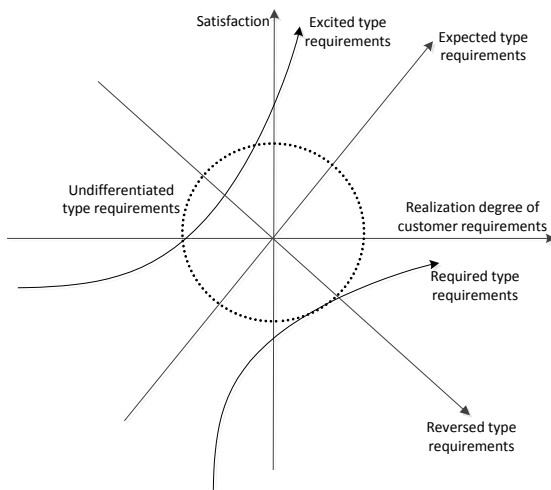 Satisfaction
Excited type
requirements
Expected type
requirements
Undifferentiated
type requirements
Realization degree of
customer requirements
Required type
requirements
Reversed type
requirements